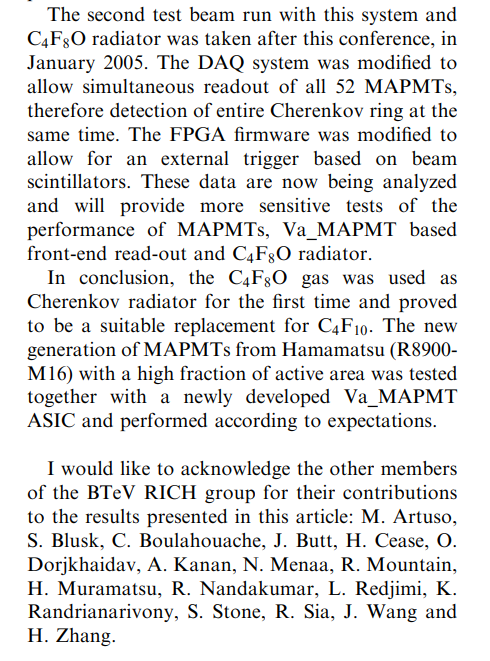 The second test beam run with this system and
C₄F₈O radiator was taken after this conference, in
January 2005. The DAQ system was modified to
allow simultaneous readout of all 52 MAPMTs,
therefore detection of entire Cherenkov ring at the
same time. The FPGA firmware was modified to
allow for an external trigger based on beam
scintillators. These data are now being analyzed
and will provide more sensitive tests of the
performance of MAPMTs, Va_MAPMT based
front-end read-out and C₄F₈O radiator.
In conclusion, the C₄F₈O gas was used as
Cherenkov radiator for the first time and proved
to be a suitable replacement for C₄F₁₀. The new
generation of MAPMTs from Hamamatsu (R8900-
M16) with a high fraction of active area was tested
together with a newly developed Va_MAPMT
ASIC and performed according to expectations.
I would like to acknowledge the other members
of the BTeV RICH group for their contributions
to the results presented in this article: M. Artuso,
S. Blusk, C. Boulahouache, J. Butt, H. Cease, O.
Dorjkhaidav, A. Kanan, N. Menaa, R. Mountain,
H. Muramatsu, R. Nandakumar, L. Redjimi, K.
Randrianarivony, S. Stone, R. Sia, J. Wang and
H. Zhang.